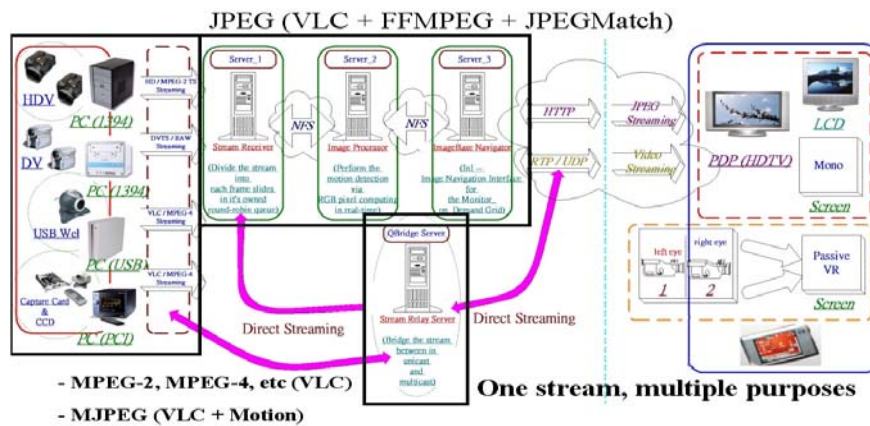 JPEG (VLC + FFMPEG + JPEGMatch)
HDV
PC (1394)
DV
PC (1394)
USB Wel
PC (USB)
Capture Card
&
CCD
PC (PCI)
HD / MPEG-2 TS
Streaming
DVTS / RAW
Streaming
VLC / MPEG-4
Streaming
VLC / MPEG-4
Streaming
Server_1
Stream Receiver
(Divide the stream
into
each frame slides
in it's owned
round-robin queue)
NFS
Server_2
Image Processor
(Perform the
motion detection
via
RGB pixel computing
in real-time)
NFS
Server_3
ImageBase Navigator
(InI --
Image Navigation Interface
for
the Monitor_
on_Demand Grid)
HTTP
JPEG
Streaming
RTP / UDP
Video
Streaming
LCD
PDP (HDTV)
Mono
Screen
left eye
right eye
1
2
Passive
VR
Screen
QBridge Server
Stream Relay Server
(Bridge the stream
between in
unicast
and
multicast)
Direct Streaming
Direct Streaming
- MPEG-2, MPEG-4, etc (VLC)
- MJPEG (VLC + Motion)
One stream, multiple purposes